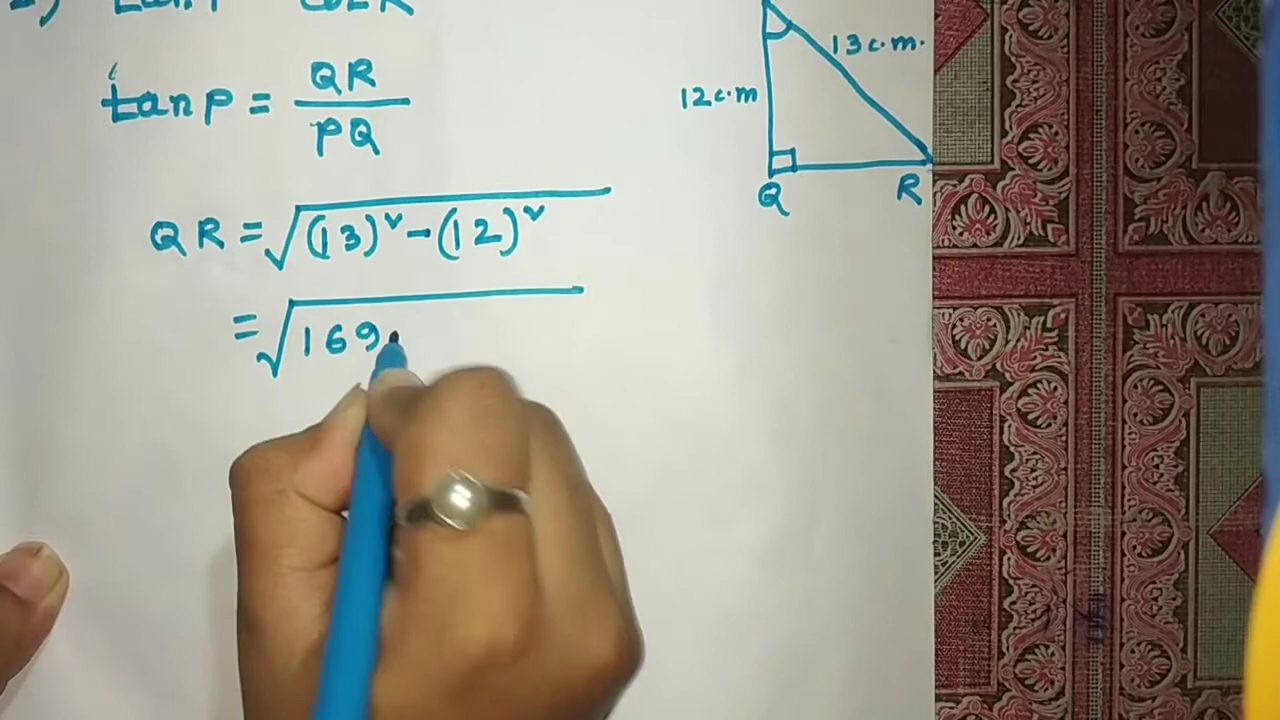 tan P = QR / PQ
QR = √(13)² - (12)²
= √169
13 c.m.
12 c.m
Q R